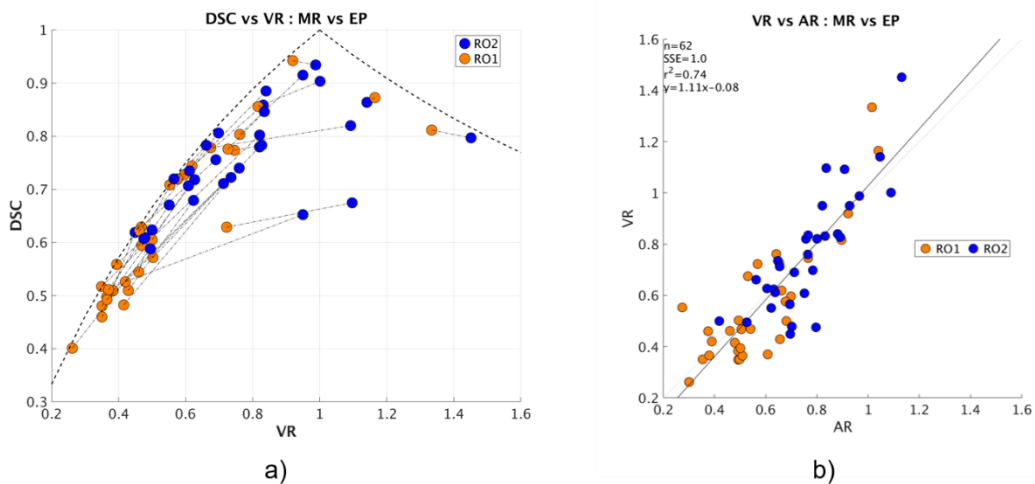 DSC vs VR : MR vs EP
RO2
RO1
1
0.9
0.8
0.7
0.6
0.5
0.4
0.3
DSC
0.2
0.4
0.6
0.8
1
1.2
1.4
1.6
VR
a)
VR vs AR : MR vs EP
n=62
SSE=1.0
r²=0.74
y=1.11x−0.08
1.6
1.4
1.2
1
0.8
0.6
0.4
0.2
VR
RO1 RO2
0.2
0.4
0.6
0.8
1
1.2
1.4
1.6
AR
b)